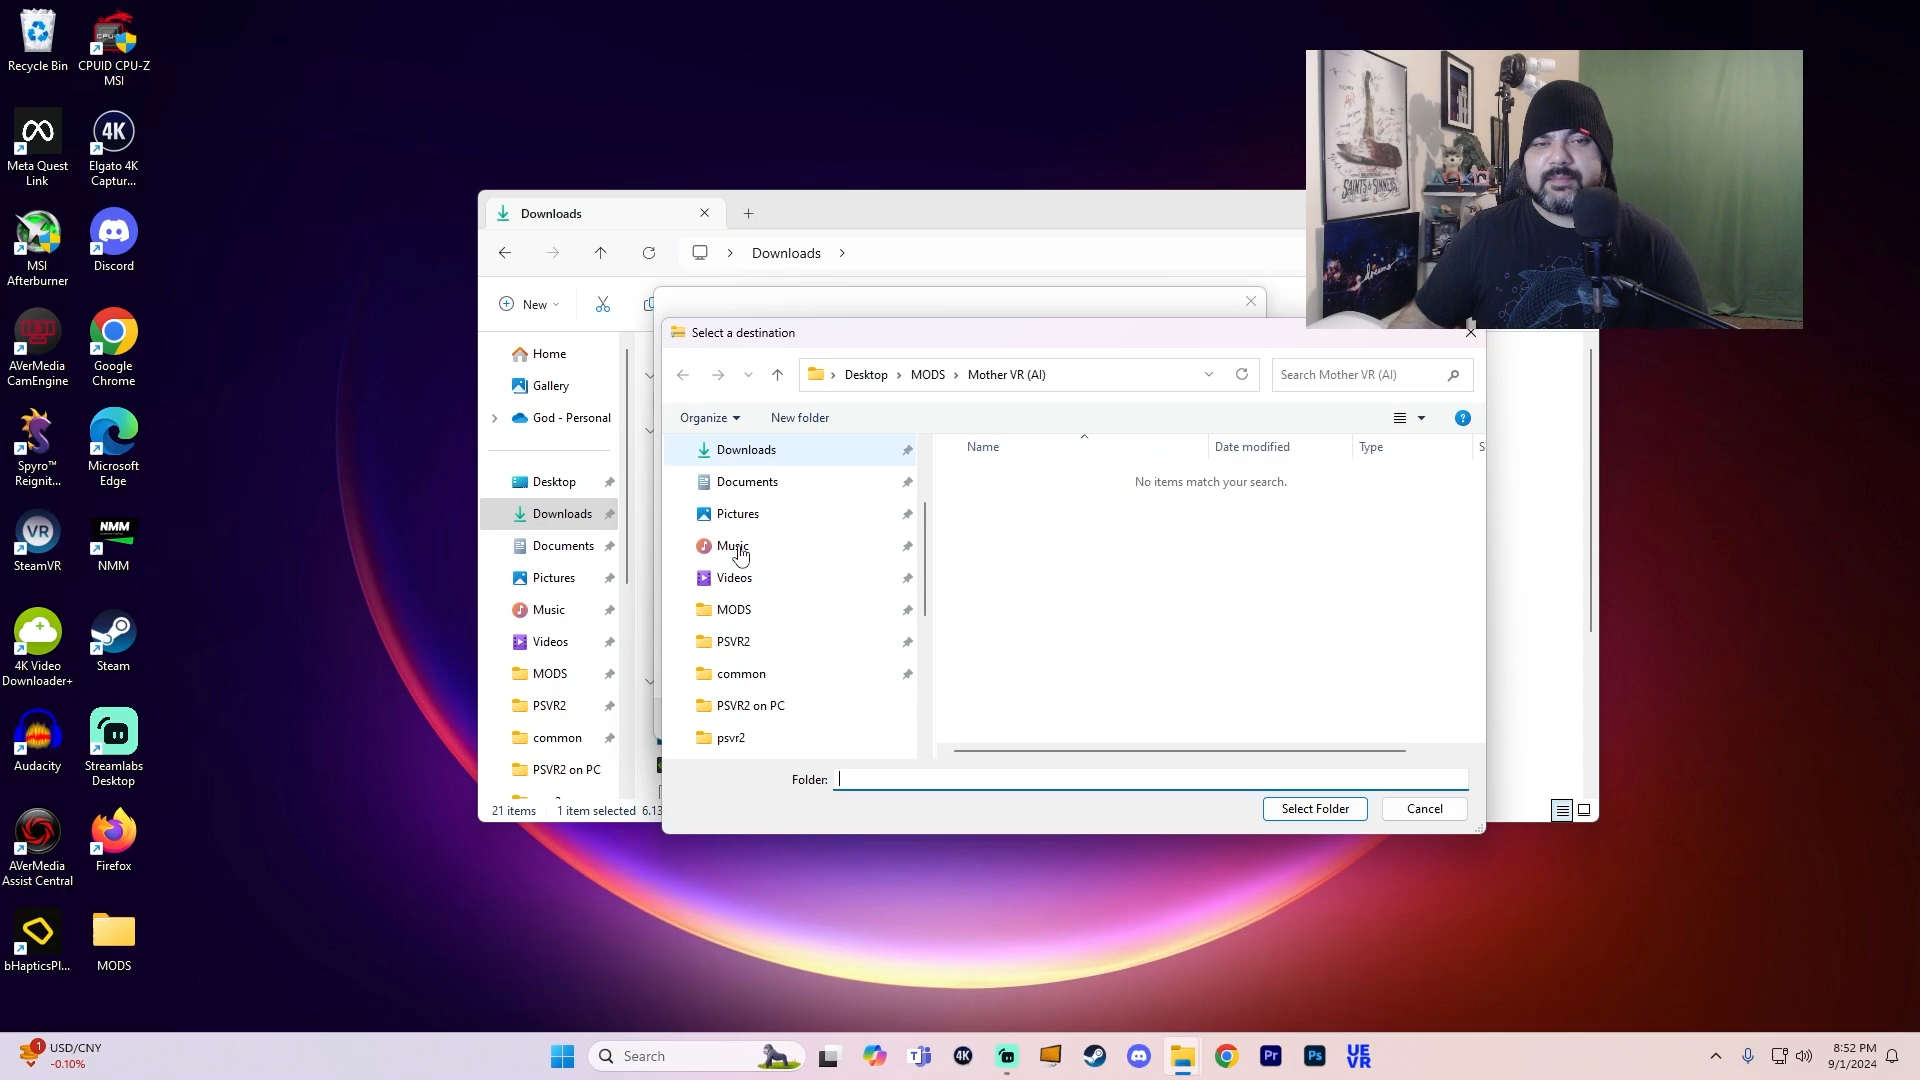 Recycle Bin
CPUID CPU-Z
MSI
Meta Quest
Link
Elgato 4K
Captur...
MSI
Afterburner
Discord
AVerMedia
CamEngine
Google
Chrome
Spyro™
Reignit...
Microsoft
Edge
SteamVR
NMM
NMM
4K Video
Downloader+
Steam
Audacity
Streamlabs
Desktop
AVerMedia
Assist Central
Firefox
bHapticsPl...
MODS
Downloads
Downloads
New
Home
Gallery
God - Personal
Desktop
Downloads
Documents
Pictures
Music
Videos
MODS
PSVR2
common
PSVR2 on PC
21 items 1 item selected 6.13
Select a destination
Desktop > MODS > Mother VR (AI)
Search Mother VR (AI)
Organize
New folder
Downloads
Documents
Pictures
Music
Videos
MODS
PSVR2
common
PSVR2 on PC
psvr2
Name Date modified Type S
No items match your search.
Folder:
Select Folder
Cancel
SAINTS & SINNERS
dreams
USD/CNY
-0.10%
Search
8:52 PM
9/1/2024